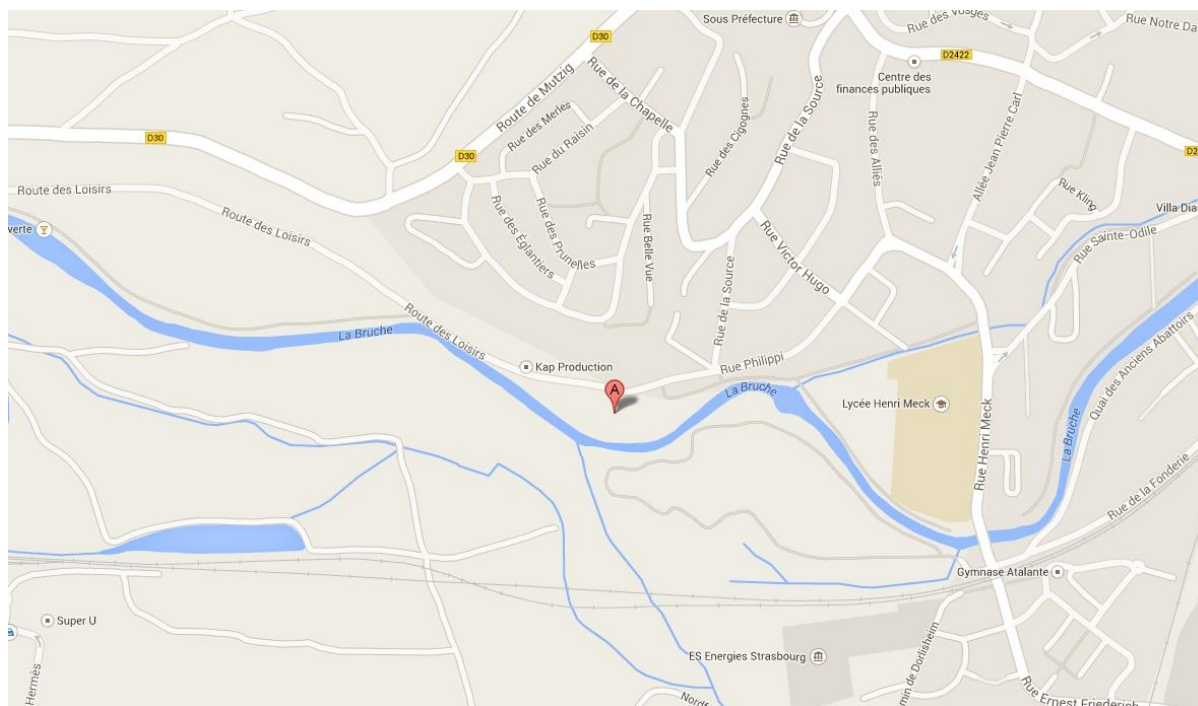 Sous Préfecture
Rue des Vosges
Rue Notre Da
D30
D2422
Centre des
finances publiques
Route de Mutzig
Rue de la Chapelle
Rue des Cigognes
Rue de la Source
Rue des Alliés
Allée Jean Pierre Carl
D30
D30
D2
Rue des Merles
Rue du Raisin
Route des Loisirs
Rue Kling
Villa Dia
Route des Loisirs
verte
Rue des Églantiers
Rue des Prunelles
Rue Belle Vue
Rue Victor Hugo
Rue Sainte-Odile
Rue de la Source
La Bruche
Route des Loisirs
Kap Production
Rue Philippi
La Bruche
A
Lycée Henri Meck
Quai des Anciens Abattoirs
La Bruche
Rue Henri Meck
Rue de la Fonderie
Gymnase Atalante
Super U
ES Energies Strasbourg
min de Dorlisheim
Hermès
Nordf
Rue Ernest Friederich